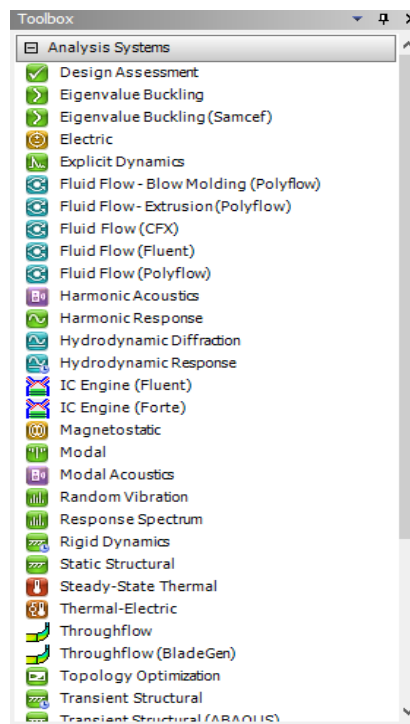 Toolbox
Analysis Systems
Design Assessment
Eigenvalue Buckling
Eigenvalue Buckling (Samcef)
Electric
Explicit Dynamics
Fluid Flow - Blow Molding (Polyflow)
Fluid Flow - Extrusion (Polyflow)
Fluid Flow (CFX)
Fluid Flow (Fluent)
Fluid Flow (Polyflow)
Harmonic Acoustics
Harmonic Response
Hydrodynamic Diffraction
Hydrodynamic Response
IC Engine (Fluent)
IC Engine (Forte)
Magnetostatic
Modal
Modal Acoustics
Random Vibration
Response Spectrum
Rigid Dynamics
Static Structural
Steady-State Thermal
Thermal-Electric
Throughflow
Throughflow (BladeGen)
Topology Optimization
Transient Structural
Transient Structural (ABAQUS)